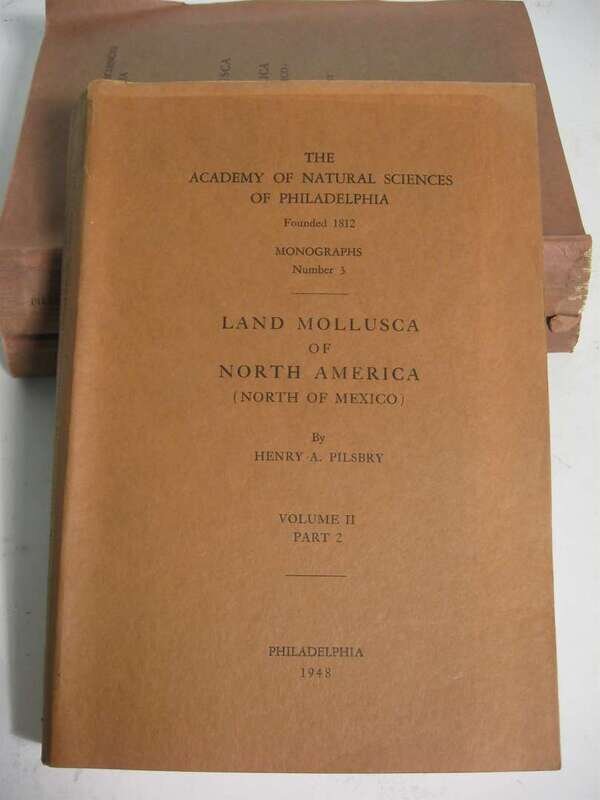 THE
ACADEMY OF NATURAL SCIENCES
OF PHILADELPHIA
Founded 1812
MONOGRAPHS
Number 3
LAND MOLLUSCA
OF
NORTH AMERICA
(NORTH OF MEXICO)
By
HENRY A. PILSBRY
VOLUME II
PART 2
PHILADELPHIA
1948